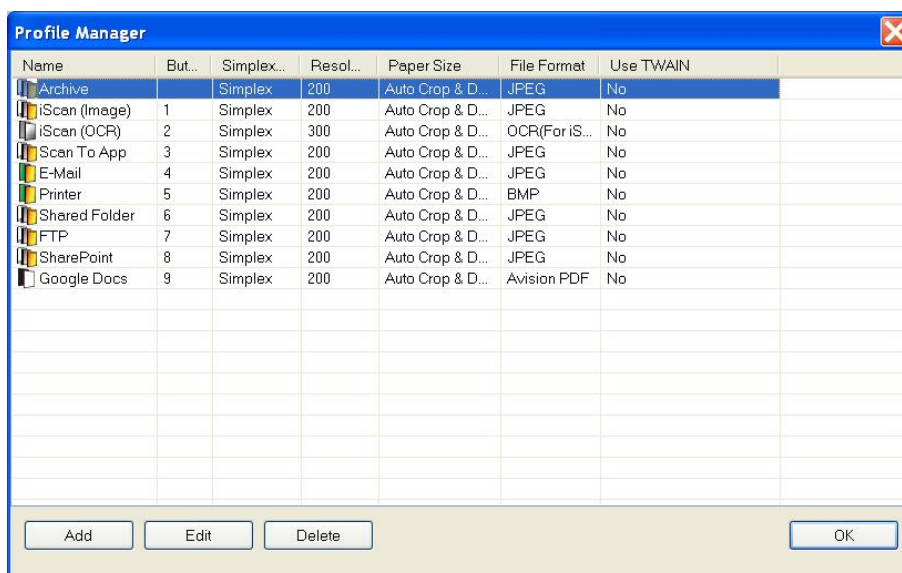 Profile Manager
Name But... Simplex... Resol... Paper Size File Format Use TWAIN
Archive Simplex 200 Auto Crop & D... JPEG No
iScan (Image) 1 Simplex 200 Auto Crop & D... JPEG No
iScan (OCR) 2 Simplex 300 Auto Crop & D... OCR(For iS... No
Scan To App 3 Simplex 200 Auto Crop & D... JPEG No
E-Mail 4 Simplex 200 Auto Crop & D... JPEG No
Printer 5 Simplex 200 Auto Crop & D... BMP No
Shared Folder 6 Simplex 200 Auto Crop & D... JPEG No
FTP 7 Simplex 200 Auto Crop & D... JPEG No
SharePoint 8 Simplex 200 Auto Crop & D... JPEG No
Google Docs 9 Simplex 200 Auto Crop & D... Avision PDF No
Add Edit Delete OK